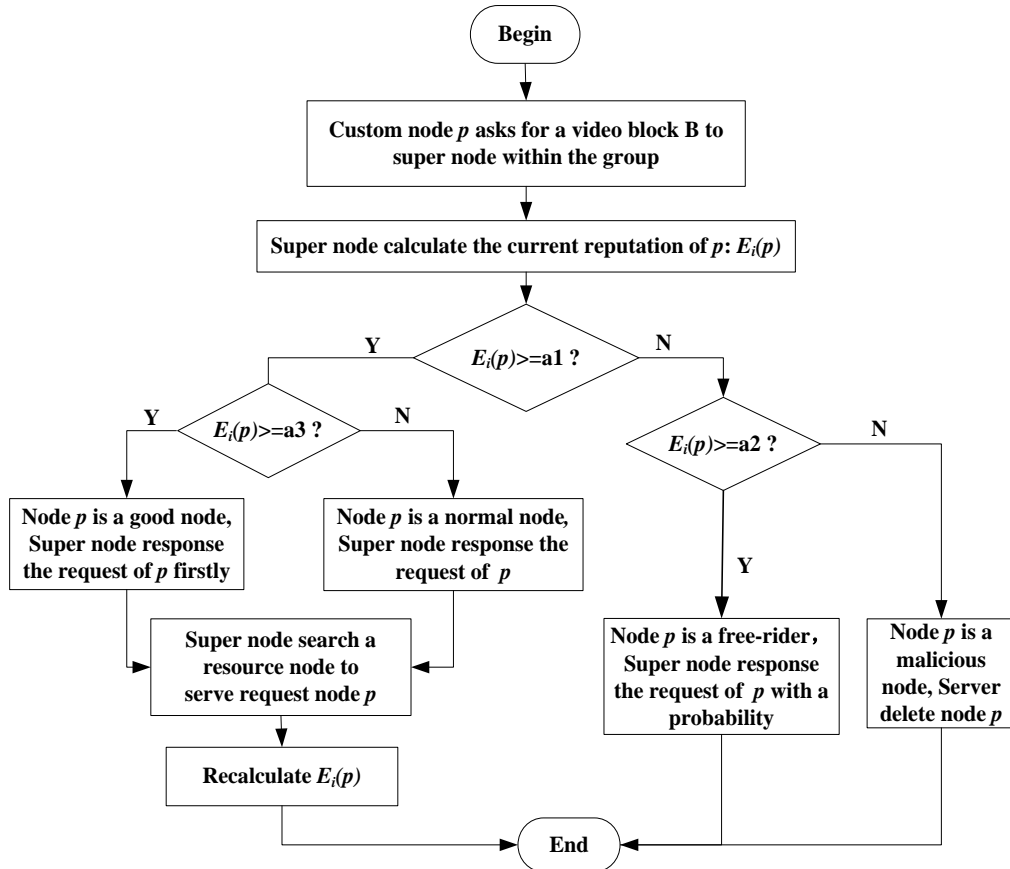 Begin
Custom node p asks for a video block B to
super node within the group
Super node calculate the current reputation of p: Ei(p)
Ei(p)>=a1 ?
Y
N
Ei(p)>=a3 ?
Y
N
Ei(p)>=a2 ?
N
Node p is a good node,
Super node response
the request of p firstly
Node p is a normal node,
Super node response the
request of p
Y
Super node search a
resource node to
serve request node p
Node p is a free-rider，
Super node response
the request of p with a
probability
Node p is a
malicious
node, Server
delete node p
Recalculate Ei(p)
End